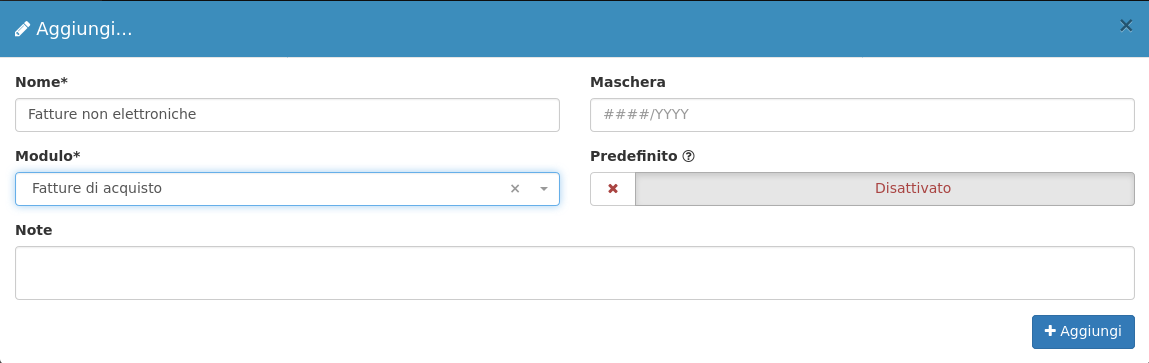 Aggiungi...
×
Nome*
Maschera
Fatture non elettroniche
####/YYYY
Modulo*
Predefinito
Fatture di acquisto
×
Disattivato
Note
Aggiungi